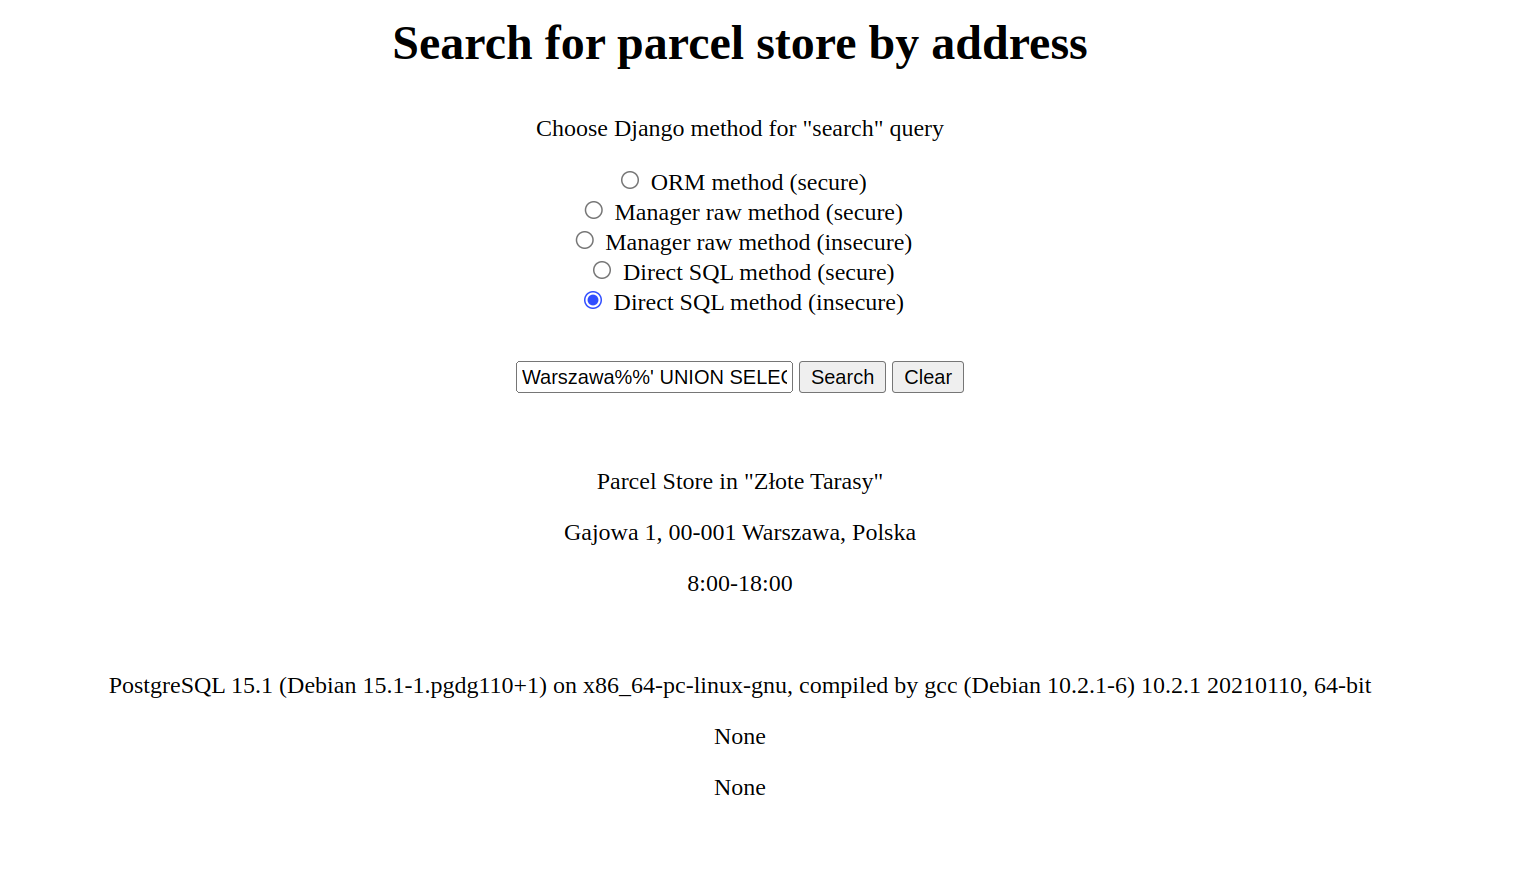 Search for parcel store by address
Choose Django method for "search" query
ORM method (secure)
Manager raw method (secure)
Manager raw method (insecure)
Direct SQL method (secure)
Direct SQL method (insecure)
Warszawa%%' UNION SELEC Search Clear
Parcel Store in "Złote Tarasy"
Gajowa 1, 00-001 Warszawa, Polska
8:00-18:00
PostgreSQL 15.1 (Debian 15.1-1.pgdg110+1) on x86_64-pc-linux-gnu, compiled by gcc (Debian 10.2.1-6) 10.2.1 20210110, 64-bit
None
None